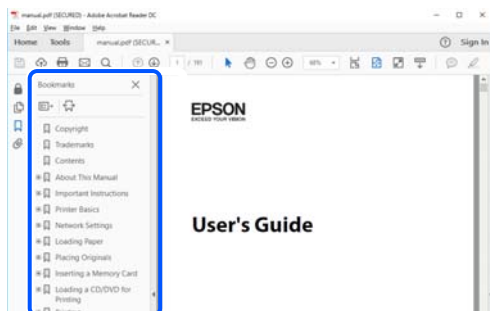 manual.pdf (SECURED) - Adobe Acrobat Reader DC
File Edit View Window Help
Home Tools manual.pdf (SECUR... × Sign In
1 / 191
Bookmarks
EPSON
EXCEED YOUR VISION
Copyright
Trademarks
Contents
About This Manual
Important Instructions
Printer Basics
Network Settings
User's Guide
Loading Paper
Placing Originals
Inserting a Memory Card
Loading a CD/DVD for
Printing